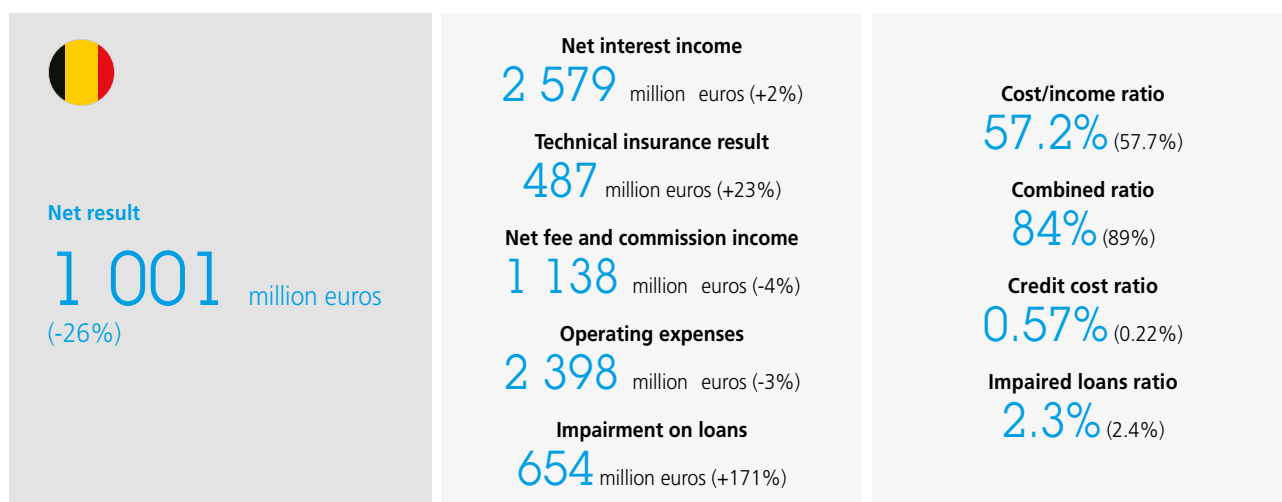 Net result
1 001 million euros
(-26%)
Net interest income
2 579 million euros (+2%)
Technical insurance result
487 million euros (+23%)
Net fee and commission income
1 138 million euros (-4%)
Operating expenses
2 398 million euros (-3%)
Impairment on loans
654 million euros (+171%)
Cost/income ratio
57.2% (57.7%)
Combined ratio
84% (89%)
Credit cost ratio
0.57% (0.22%)
Impaired loans ratio
2.3% (2.4%)